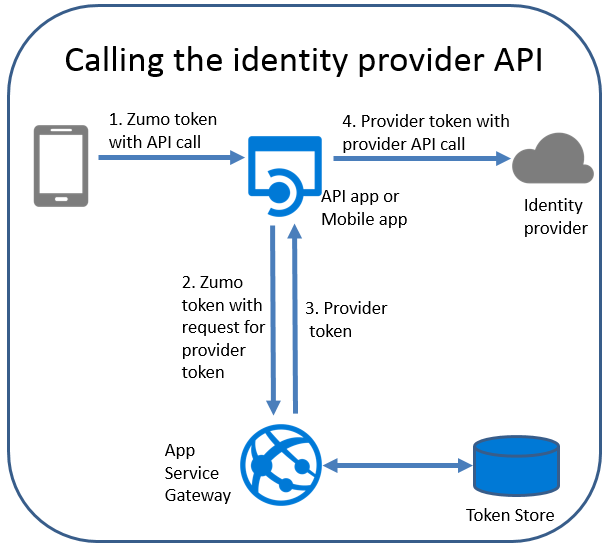 Calling the identity provider API
1. Zumo token
with API call
4. Provider token with
provider API call
API app or
Mobile app
Identity
provider
2. Zumo
token with
request for
provider
token
3. Provider
token
App
Service
Gateway
Token Store